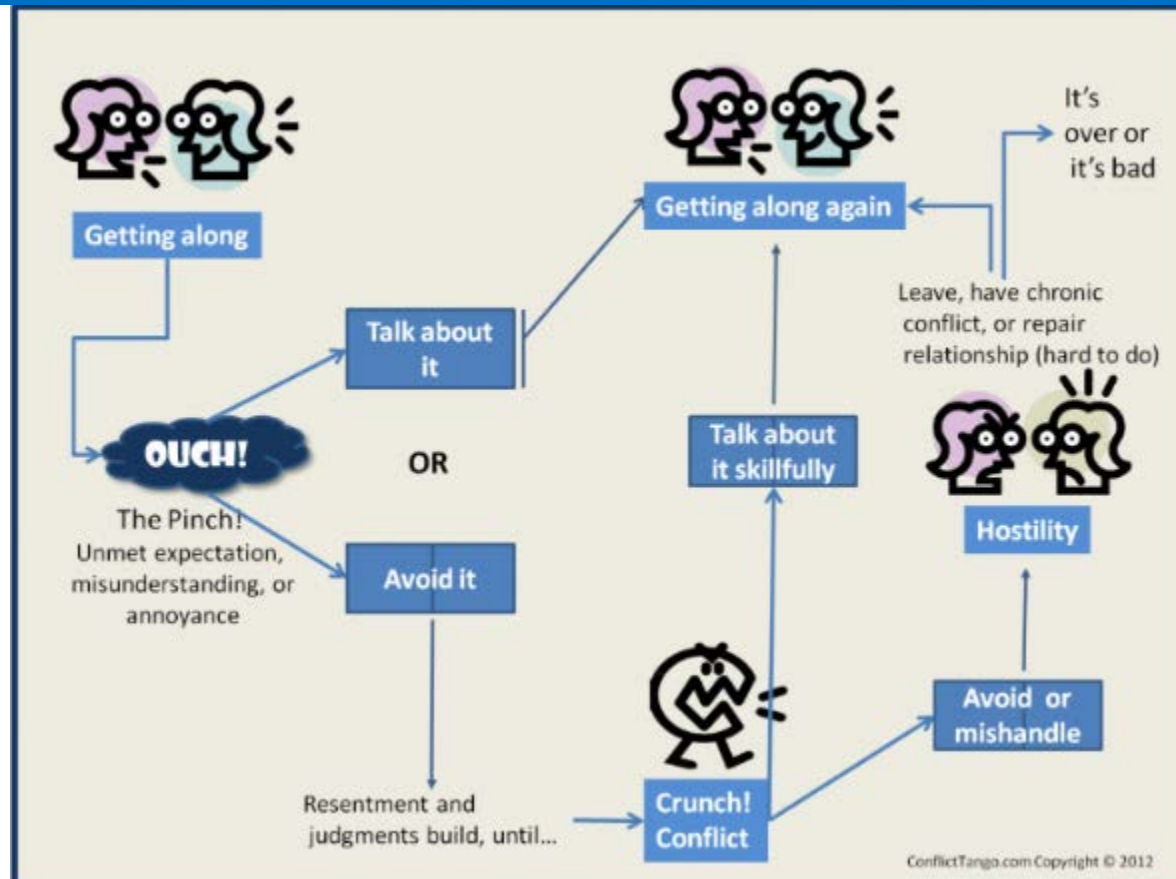 Getting along
OUCH!
The Pinch!
Unmet expectation,
misunderstanding, or
annoyance
Talk about
it
OR
Avoid it
Resentment and
judgments build, until...
Crunch!
Conflict
Talk about
it skillfully
Getting along again
Avoid or
mishandle
Hostility
Leave, have chronic
conflict, or repair
relationship (hard to do)
It's
over or
it's bad
ConflictTango.com Copyright © 2012